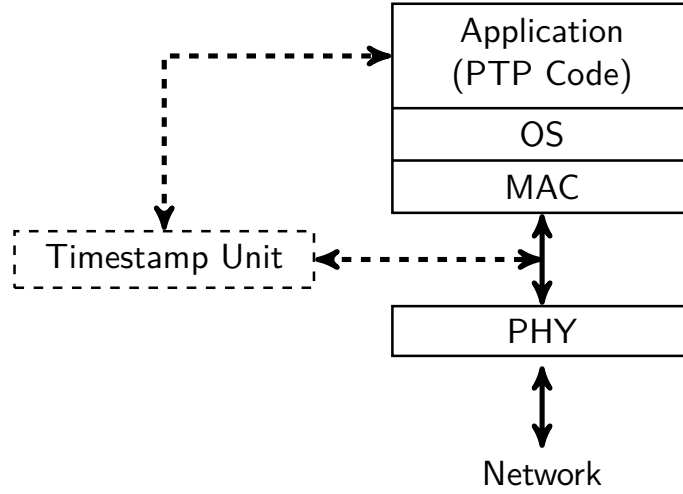 Application
(PTP Code)
OS
MAC
Timestamp Unit
PHY
Network